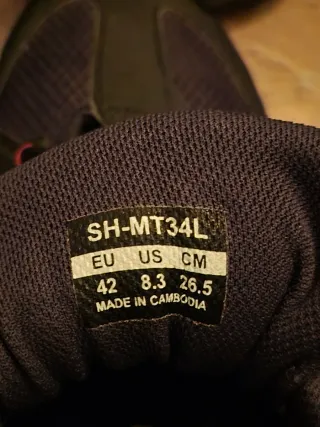 SH-MT34L
EU US CM
42 8.3 26.5
MADE IN CAMBODIA